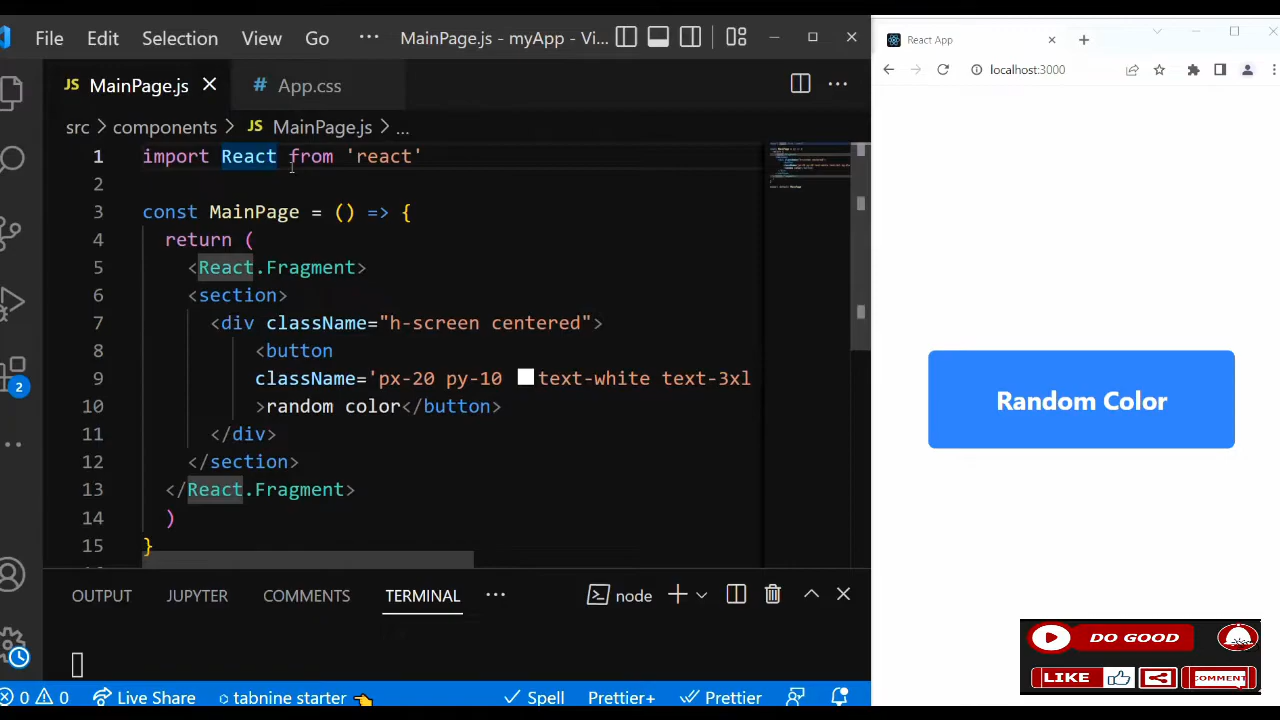 File Edit Selection View Go ··· MainPage.js - myApp - Vi...
JS MainPage.js # App.css
src > components > JS MainPage.js > ...
1 import React from 'react'
2
3 const MainPage = () => {
4 return (
5 <React.Fragment>
6 <section>
7 <div className="h-screen centered">
8 <button
9 className='px-20 py-10 text-white text-3xl
10 >random color</button>
11 </div>
12 </section>
13 </React.Fragment>
14 )
15 }
2
OUTPUT JUPYTER COMMENTS TERMINAL ··· node
0 0 Live Share tabnine starter Spell Prettier+ Prettier
React App
localhost:3000
Random Color
DO GOOD
LIKE COMMENT